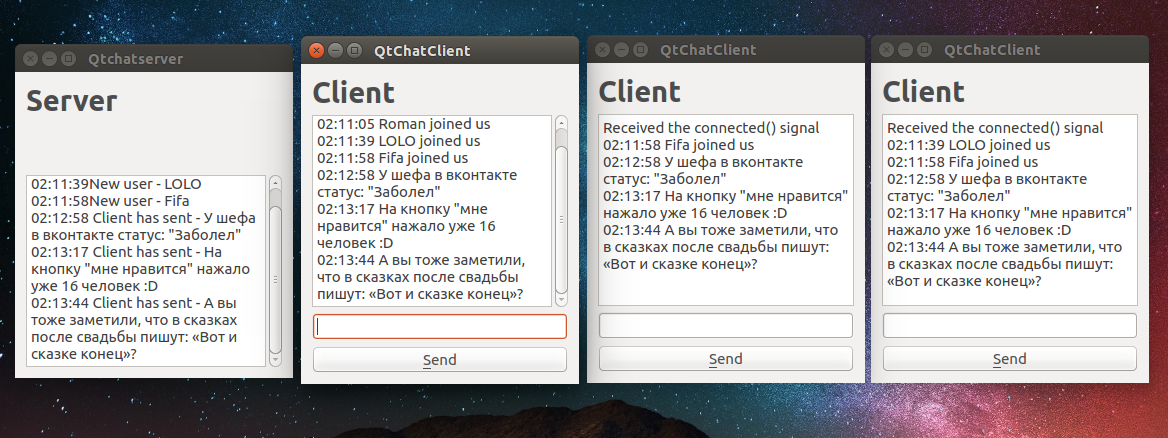 Qtchatserver
Server
02:11:39New user - LOLO
02:11:58New user - Fifa
02:12:58 Client has sent - У шефа
в вконтакте статус: "Заболел"
02:13:17 Client has sent - На
кнопку "мне нравится" нажало
уже 16 человек :D
02:13:44 Client has sent - А вы
тоже заметили, что в сказках
после свадьбы пишут: «Вот и
сказке конец»?
QtChatClient
Client
02:11:05 Roman joined us
02:11:39 LOLO joined us
02:11:58 Fifa joined us
02:12:58 У шефа в вконтакте
статус: "Заболел"
02:13:17 На кнопку "мне
нравится" нажало уже 16
человек :D
02:13:44 А вы тоже заметили,
что в сказках после свадьбы
пишут: «Вот и сказке конец»?
Send
QtChatClient
Client
Received the connected() signal
02:11:58 Fifa joined us
02:12:58 У шефа в вконтакте
статус: "Заболел"
02:13:17 На кнопку "мне нравится"
нажало уже 16 человек :D
02:13:44 А вы тоже заметили, что
в сказках после свадьбы пишут:
«Вот и сказке конец»?
Send
QtChatClient
Client
Received the connected() signal
02:11:39 LOLO joined us
02:11:58 Fifa joined us
02:12:58 У шефа в вконтакте
статус: "Заболел"
02:13:17 На кнопку "мне нравится"
нажало уже 16 человек :D
02:13:44 А вы тоже заметили, что
в сказках после свадьбы пишут:
«Вот и сказке конец»?
Send